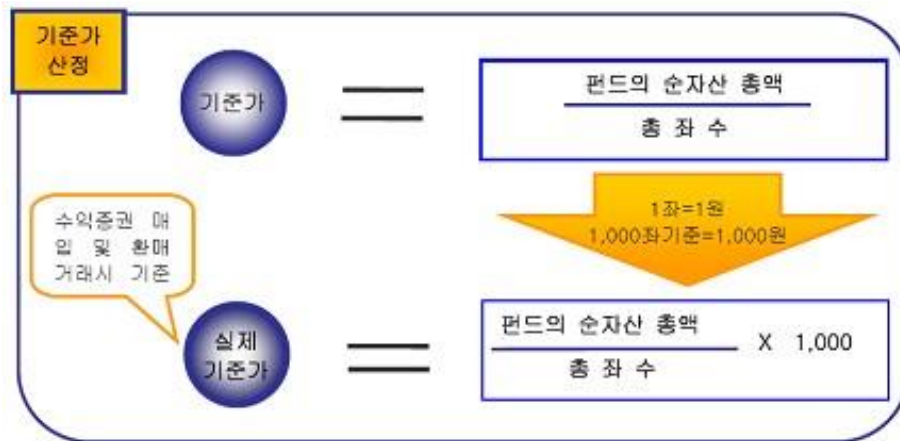 기준가
산정
기준가
펀드의 순자산 총액
총 좌 수
1좌=1원
1,000좌기준=1,000원
수익증권 매
입 및 환매
거래시 기준
실제
기준가
펀드의 순자산 총액
총 좌 수
X 1,000